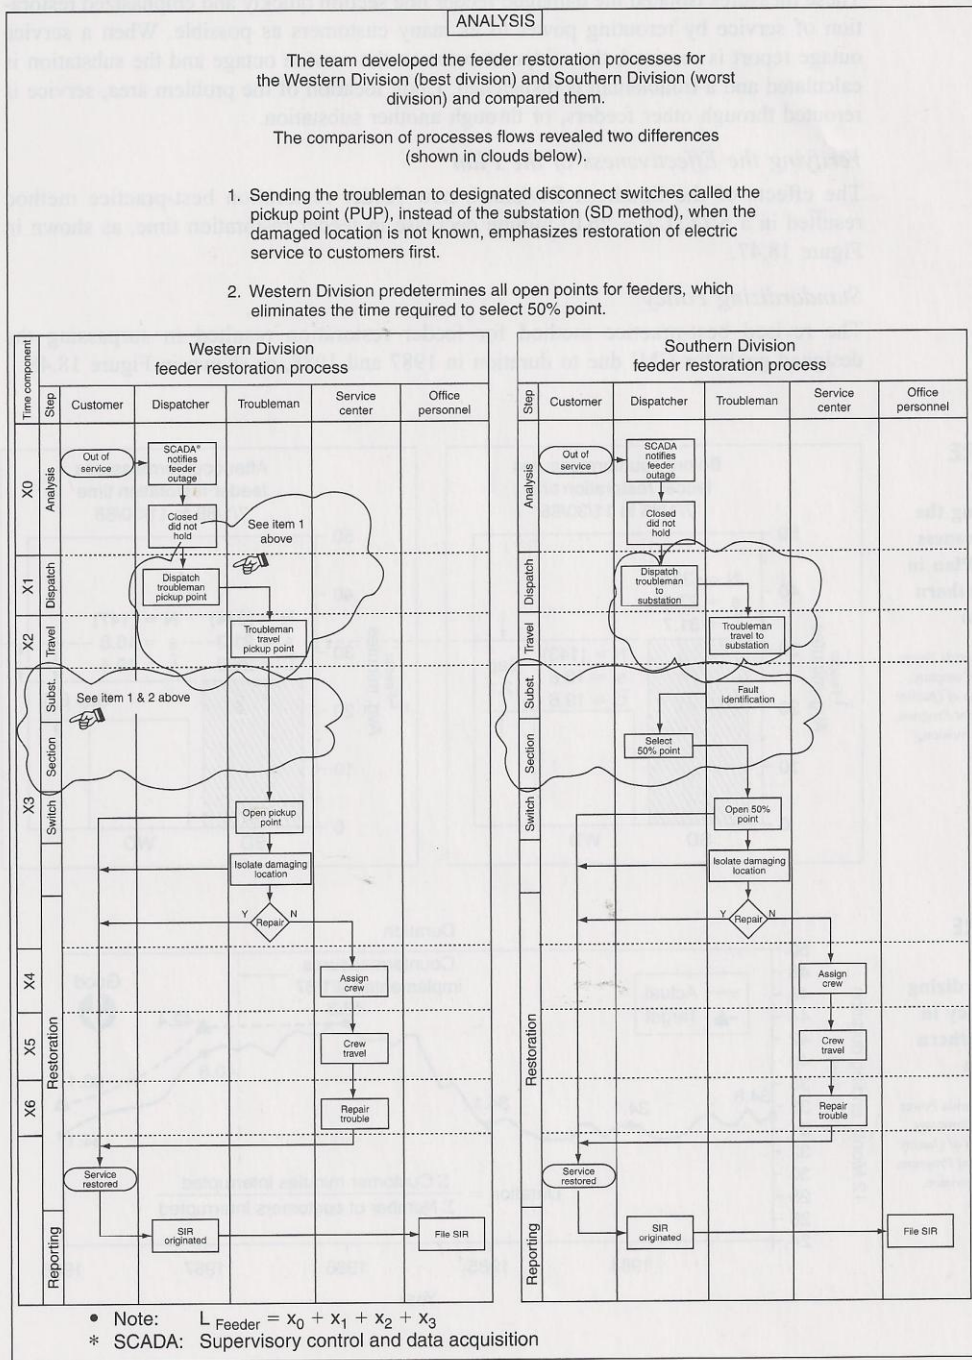 ANALYSIS
The team developed the feeder restoration processes for
the Western Division (best division) and Southern Division (worst
division) and compared them.
The comparison of processes flows revealed two differences
(shown in clouds below).
1. Sending the troubleman to designated disconnect switches called the
pickup point (PUP), instead of the substation (SD method), when the
damaged location is not known, emphasizes restoration of electric
service to customers first.
2. Western Division predetermines all open points for feeders, which
eliminates the time required to select 50% point.
Time component
Step
Western Division
feeder restoration process
Customer
Dispatcher
Troubleman
Service
center
Office
personnel
X0
X1
X2
X3
X4
X5
X6
Analysis
Dispatch
Travel
Subst.
Section
Switch
Restoration
Reporting
Out of
service
SCADA*
notifies
feeder
outage
Closed
did not
hold
See item 1
above
Dispatch
troubleman
pickup point
Troubleman
travel
pickup point
See item 1 & 2 above
Open pickup
point
Isolate damaging
location
Y
Repair
N
Assign
crew
Crew
travel
Repair
trouble
Service
restored
SIR
originated
File SIR
Step
Southern Division
feeder restoration process
Customer
Dispatcher
Troubleman
Service
center
Office
personnel
Analysis
Dispatch
Travel
Subst.
Section
Switch
Restoration
Reporting
Out of
service
SCADA
notifies
feeder
outage
Closed
did not
hold
Dispatch
troubleman
to
substation
Troubleman
travel to
substation
Fault
identification
Select
50% point
Open 50%
point
Isolate damaging
location
Y
Repair
N
Assign
crew
Crew
travel
Repair
trouble
Service
restored
SIR
originated
File SIR
• Note: L Feeder = x0 + x1 + x2 + x3
* SCADA: Supervisory control and data acquisition